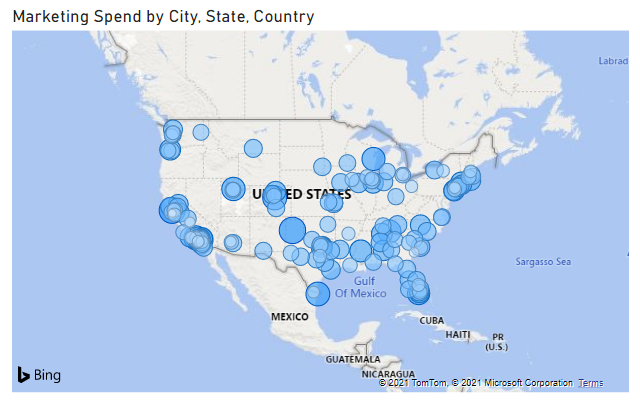 Marketing Spend by City, State, Country
Labrad
UNITED STATES
Sargasso Sea
Gulf
Of Mexico
MEXICO
CUBA
HAITI
PR
(U.S.)
GUATEMALA
NICARAGUA
Bing
© 2021 TomTom, © 2021 Microsoft Corporation Terms